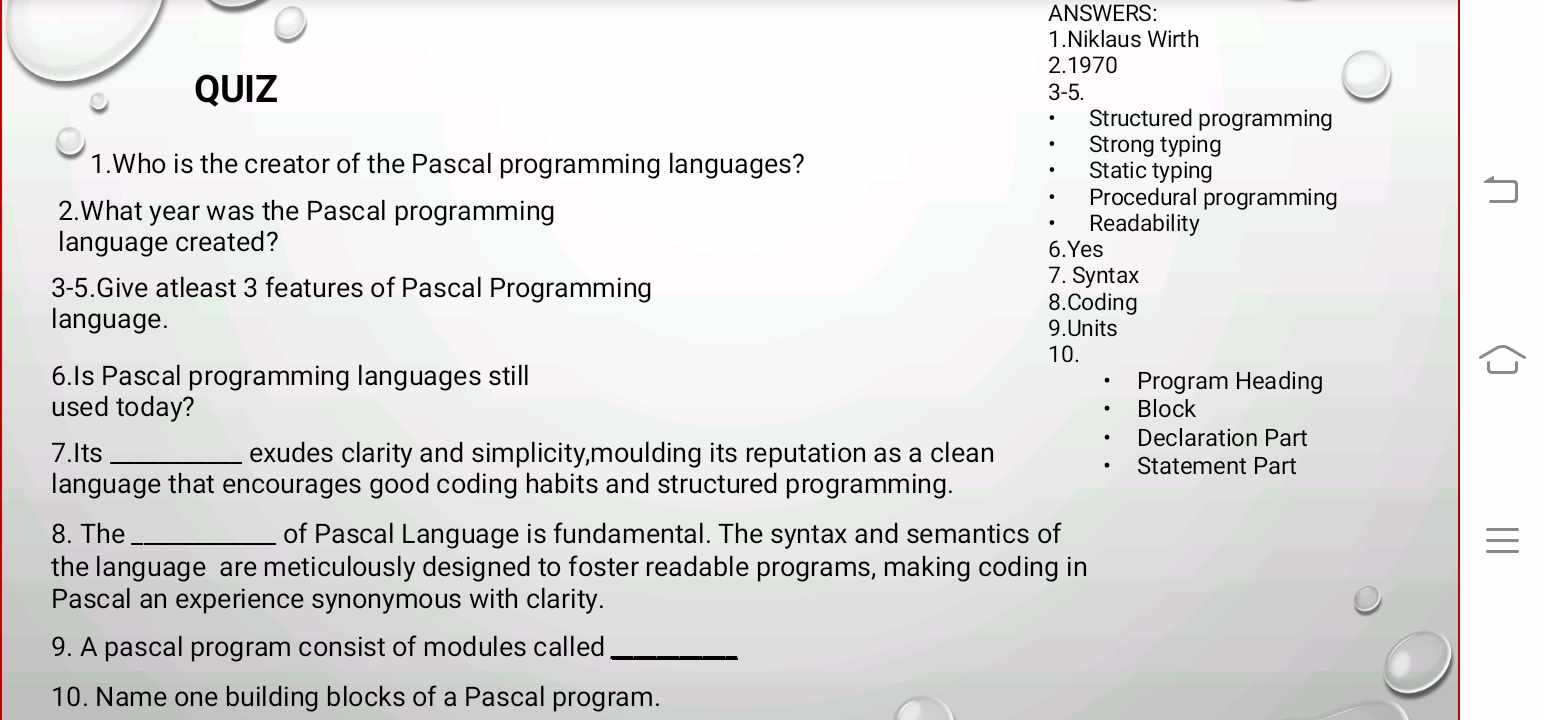 QUIZ
1.Who is the creator of the Pascal programming languages?
2.What year was the Pascal programming
language created?
3-5.Give atleast 3 features of Pascal Programming
language.
6.Is Pascal programming languages still
used today?
7.Its __________ exudes clarity and simplicity,moulding its reputation as a clean
language that encourages good coding habits and structured programming.
8. The ___________ of Pascal Language is fundamental. The syntax and semantics of
the language are meticulously designed to foster readable programs, making coding in
Pascal an experience synonymous with clarity.
9. A pascal program consist of modules called __________
10. Name one building blocks of a Pascal program.
ANSWERS:
1.Niklaus Wirth
2.1970
3-5.
• Structured programming
• Strong typing
• Static typing
• Procedural programming
• Readability
6.Yes
7. Syntax
8.Coding
9.Units
10.
• Program Heading
• Block
• Declaration Part
• Statement Part